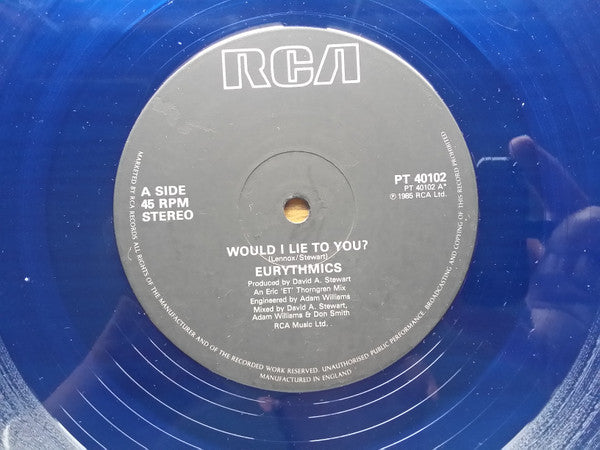 RCA
A SIDE
45 RPM
STEREO
PT 40102
PT 40102 A*
℗ 1985 RCA Ltd.
WOULD I LIE TO YOU?
(Lennox/Stewart)
EURYTHMICS
Produced by David A. Stewart
An Eric 'ET' Thorngren Mix
Engineered by Adam Williams
Mixed by David A. Stewart,
Adam Williams & Don Smith
RCA Music Ltd.
MARKETED BY RCA RECORDS ALL RIGHTS OF THE MANUFACTURER AND OF THE RECORDED WORK RESERVED. UNAUTHORISED PUBLIC PERFORMANCE, BROADCASTING AND COPYING OF THIS RECORD PROHIBITED
MANUFACTURED IN ENGLAND